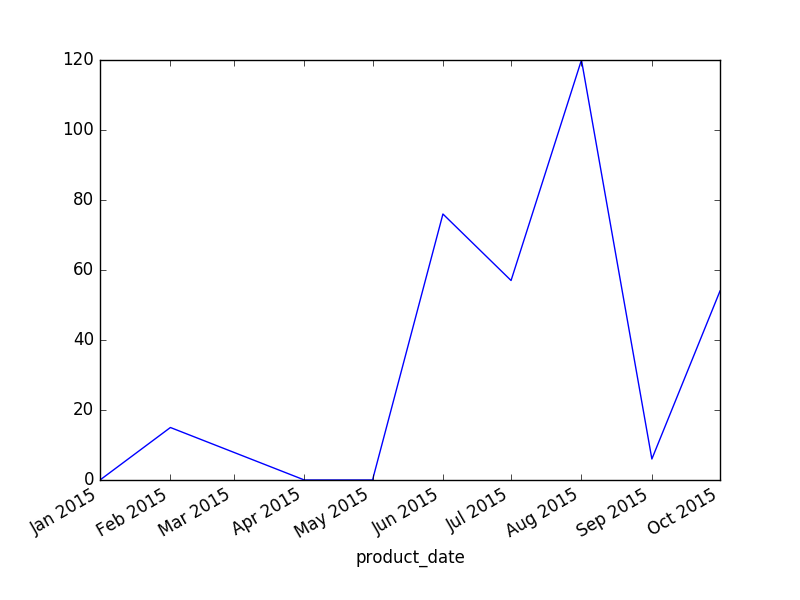 120
100
80
60
40
20
0
Jan 2015
Feb 2015
Mar 2015
Apr 2015
May 2015
Jun 2015
Jul 2015
Aug 2015
Sep 2015
Oct 2015
product_date